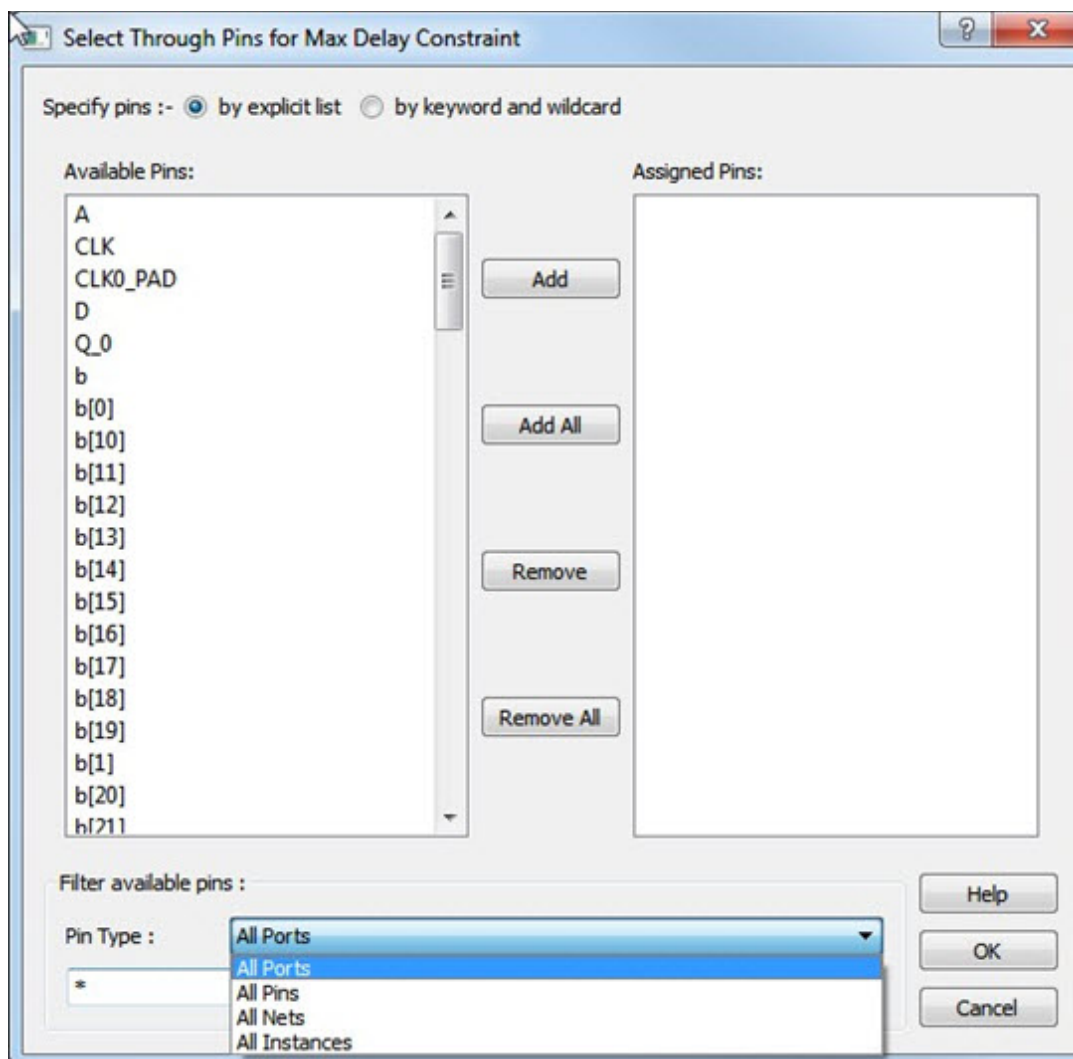 Select Through Pins for Max Delay Constraint
Specify pins :- by explicit list by keyword and wildcard
Available Pins:
A
CLK
CLK0_PAD
D
Q_0
b
b[0]
b[10]
b[11]
b[12]
b[13]
b[14]
b[15]
b[16]
b[17]
b[18]
b[19]
b[1]
b[20]
b[21]
Add
Add All
Remove
Remove All
Assigned Pins:
Filter available pins :
Pin Type :
All Ports
All Ports
All Pins
All Nets
All Instances
*
Help
OK
Cancel